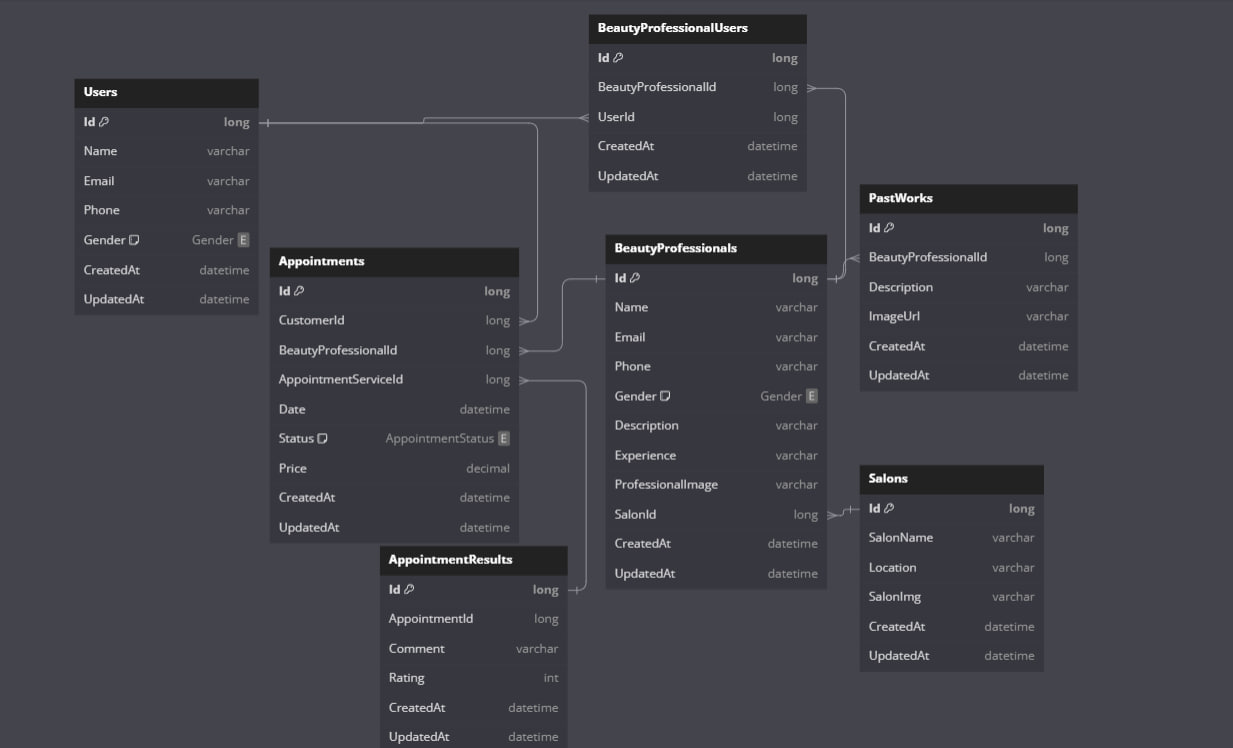 BeautyProfessionalUsers
Id long
BeautyProfessionalId long
UserId long
CreatedAt datetime
UpdatedAt datetime
Users
Id long
Name varchar
Email varchar
Phone varchar
Gender Gender E
CreatedAt datetime
UpdatedAt datetime
Appointments
Id long
CustomerId long
BeautyProfessionalId long
AppointmentServiceId long
Date datetime
Status AppointmentStatus E
Price decimal
CreatedAt datetime
UpdatedAt datetime
AppointmentResults
Id long
AppointmentId long
Comment varchar
Rating int
CreatedAt datetime
UpdatedAt datetime
BeautyProfessionals
Id long
Name varchar
Email varchar
Phone varchar
Gender Gender E
Description varchar
Experience varchar
ProfessionalImage varchar
SalonId long
CreatedAt datetime
UpdatedAt datetime
PastWorks
Id long
BeautyProfessionalId long
Description varchar
ImageUrl varchar
CreatedAt datetime
UpdatedAt datetime
Salons
Id long
SalonName varchar
Location varchar
SalonImg varchar
CreatedAt datetime
UpdatedAt datetime